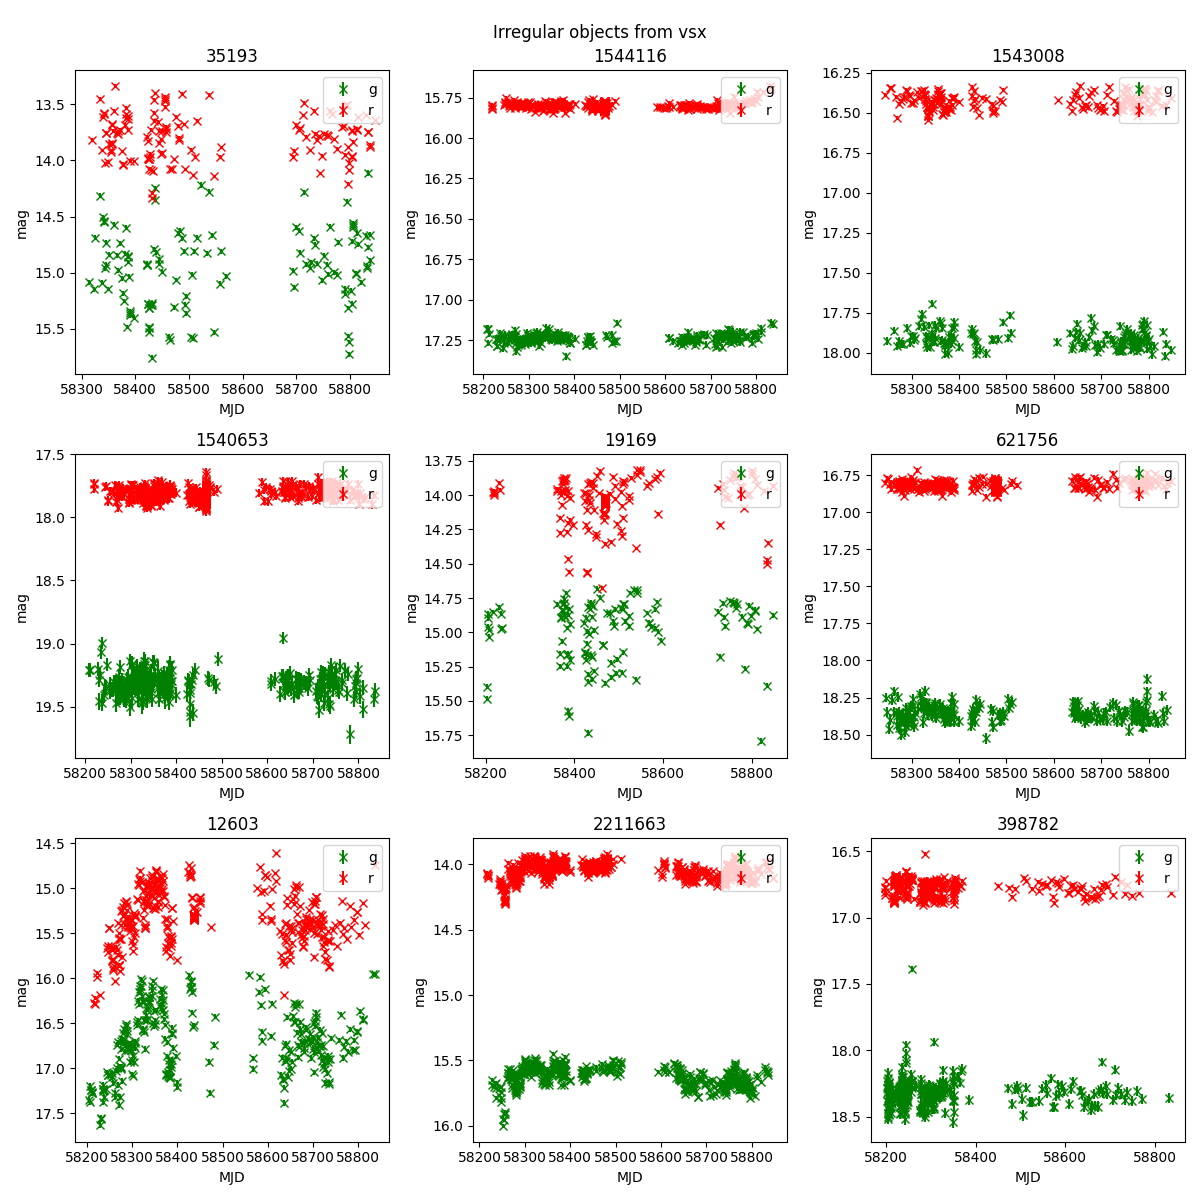 Irregular objects from vsx
35193
1544116
1543008
13.5
14.0
14.5
15.0
15.5
mag
58300 58400 58500 58600 58700 58800
MJD
g
r
15.75
16.00
16.25
16.50
16.75
17.00
17.25
mag
58200 58300 58400 58500 58600 58700 58800
MJD
g
r
16.25
16.50
16.75
17.00
17.25
17.50
17.75
18.00
mag
58300 58400 58500 58600 58700 58800
MJD
g
r
1540653
19169
621756
17.5
18.0
18.5
19.0
19.5
mag
58200 58300 58400 58500 58600 58700 58800
MJD
g
r
13.75
14.00
14.25
14.50
14.75
15.00
15.25
15.50
15.75
mag
58200 58400 58600 58800
MJD
g
r
16.75
17.00
17.25
17.50
17.75
18.00
18.25
18.50
mag
58300 58400 58500 58600 58700 58800
MJD
g
r
12603
2211663
398782
14.5
15.0
15.5
16.0
16.5
17.0
17.5
mag
58200 58300 58400 58500 58600 58700 58800
MJD
g
r
14.0
14.5
15.0
15.5
16.0
mag
58200 58300 58400 58500 58600 58700 58800
MJD
g
r
16.5
17.0
17.5
18.0
18.5
mag
58200 58400 58600 58800
MJD
g
r